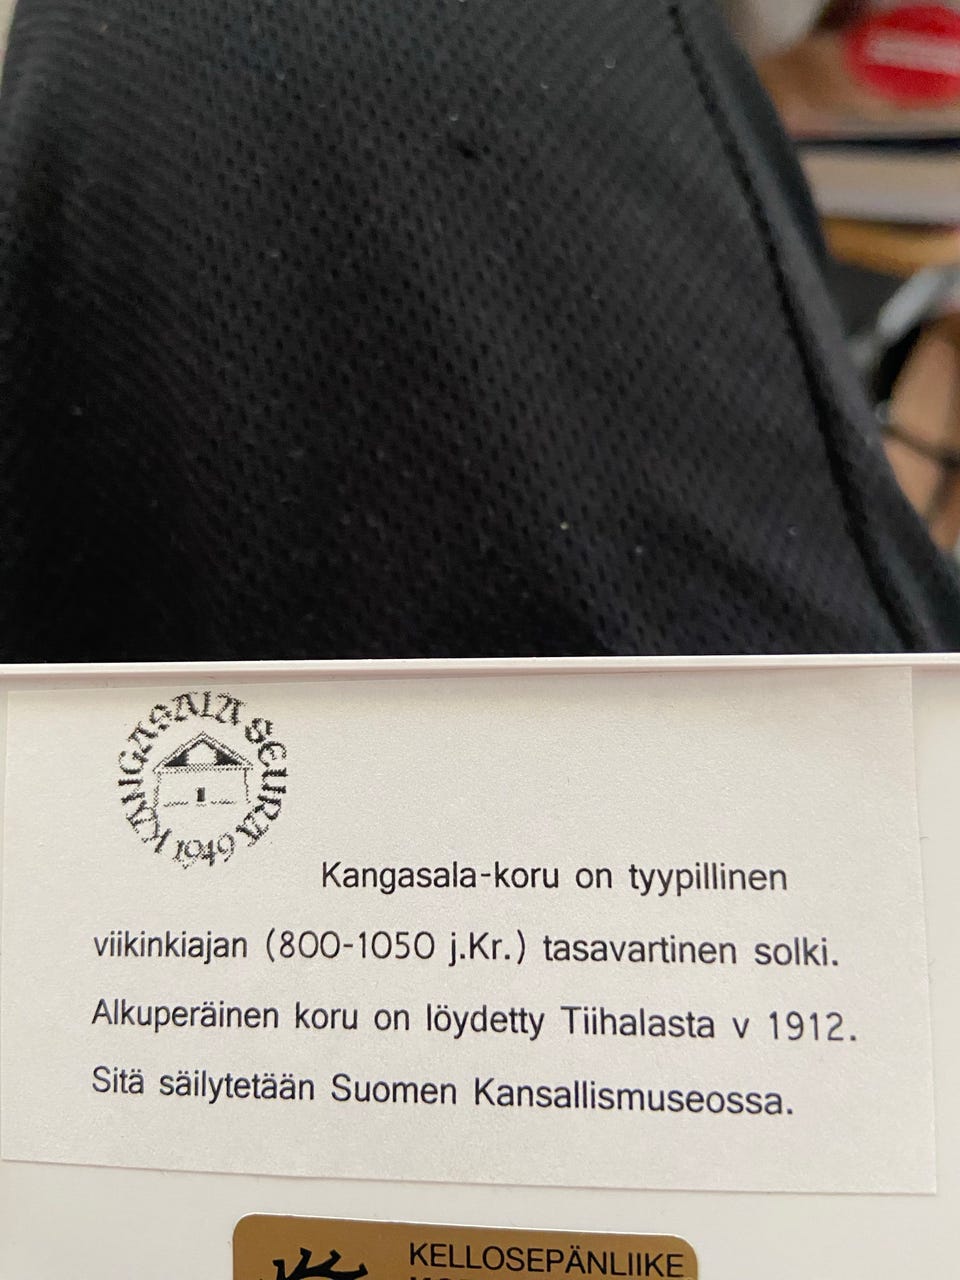 KANGASALA SEURA 1949
Kangasala-koru on tyypillinen
viikinkiajan (800-1050 j.Kr.) tasavartinen solki.
Alkuperäinen koru on löydetty Tiihalasta v 1912.
Sitä säilytetään Suomen Kansallismuseossa.
KELLOSEPÄNLIIKE